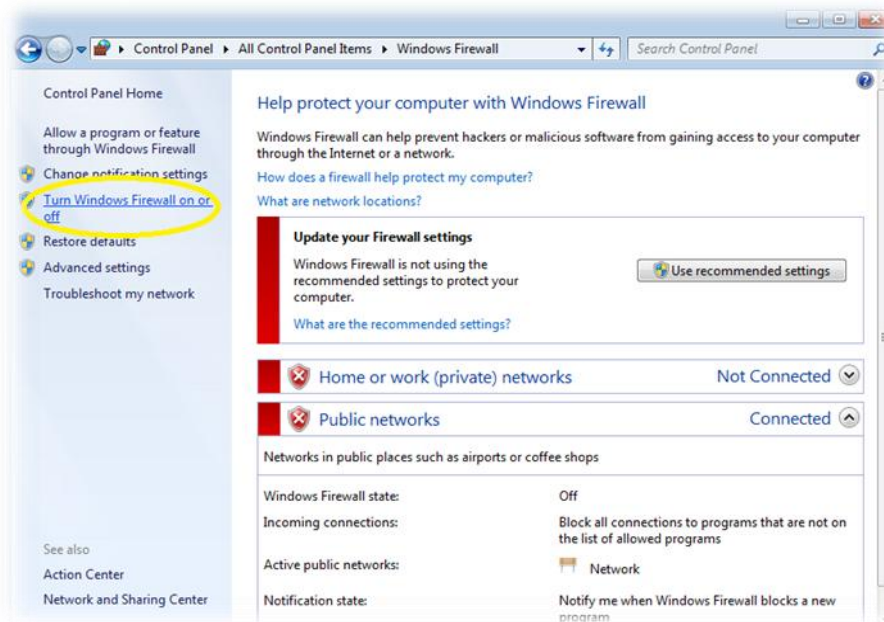 Control Panel ▸ All Control Panel Items ▸ Windows Firewall
Search Control Panel
Control Panel Home
Allow a program or feature
through Windows Firewall
Change notification settings
Turn Windows Firewall on or
off
Restore defaults
Advanced settings
Troubleshoot my network
See also
Action Center
Network and Sharing Center
Help protect your computer with Windows Firewall
Windows Firewall can help prevent hackers or malicious software from gaining access to your computer
through the Internet or a network.
How does a firewall help protect my computer?
What are network locations?
Update your Firewall settings
Windows Firewall is not using the
recommended settings to protect your
computer.
What are the recommended settings?
Use recommended settings
Home or work (private) networks Not Connected
Public networks Connected
Networks in public places such as airports or coffee shops
Windows Firewall state: Off
Incoming connections: Block all connections to programs that are not on
the list of allowed programs
Active public networks: Network
Notification state: Notify me when Windows Firewall blocks a new
program